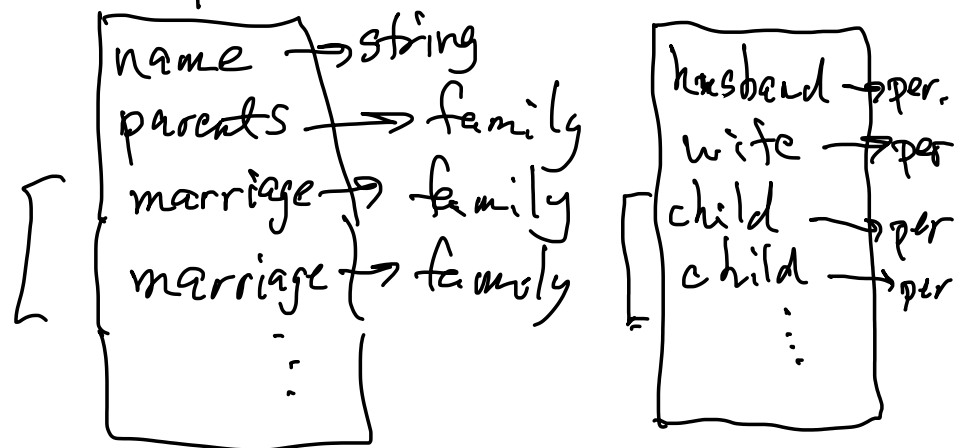 name → string
parents → family
marriage → family
marriage → family
husband → per.
wife → per
child → per
child → per